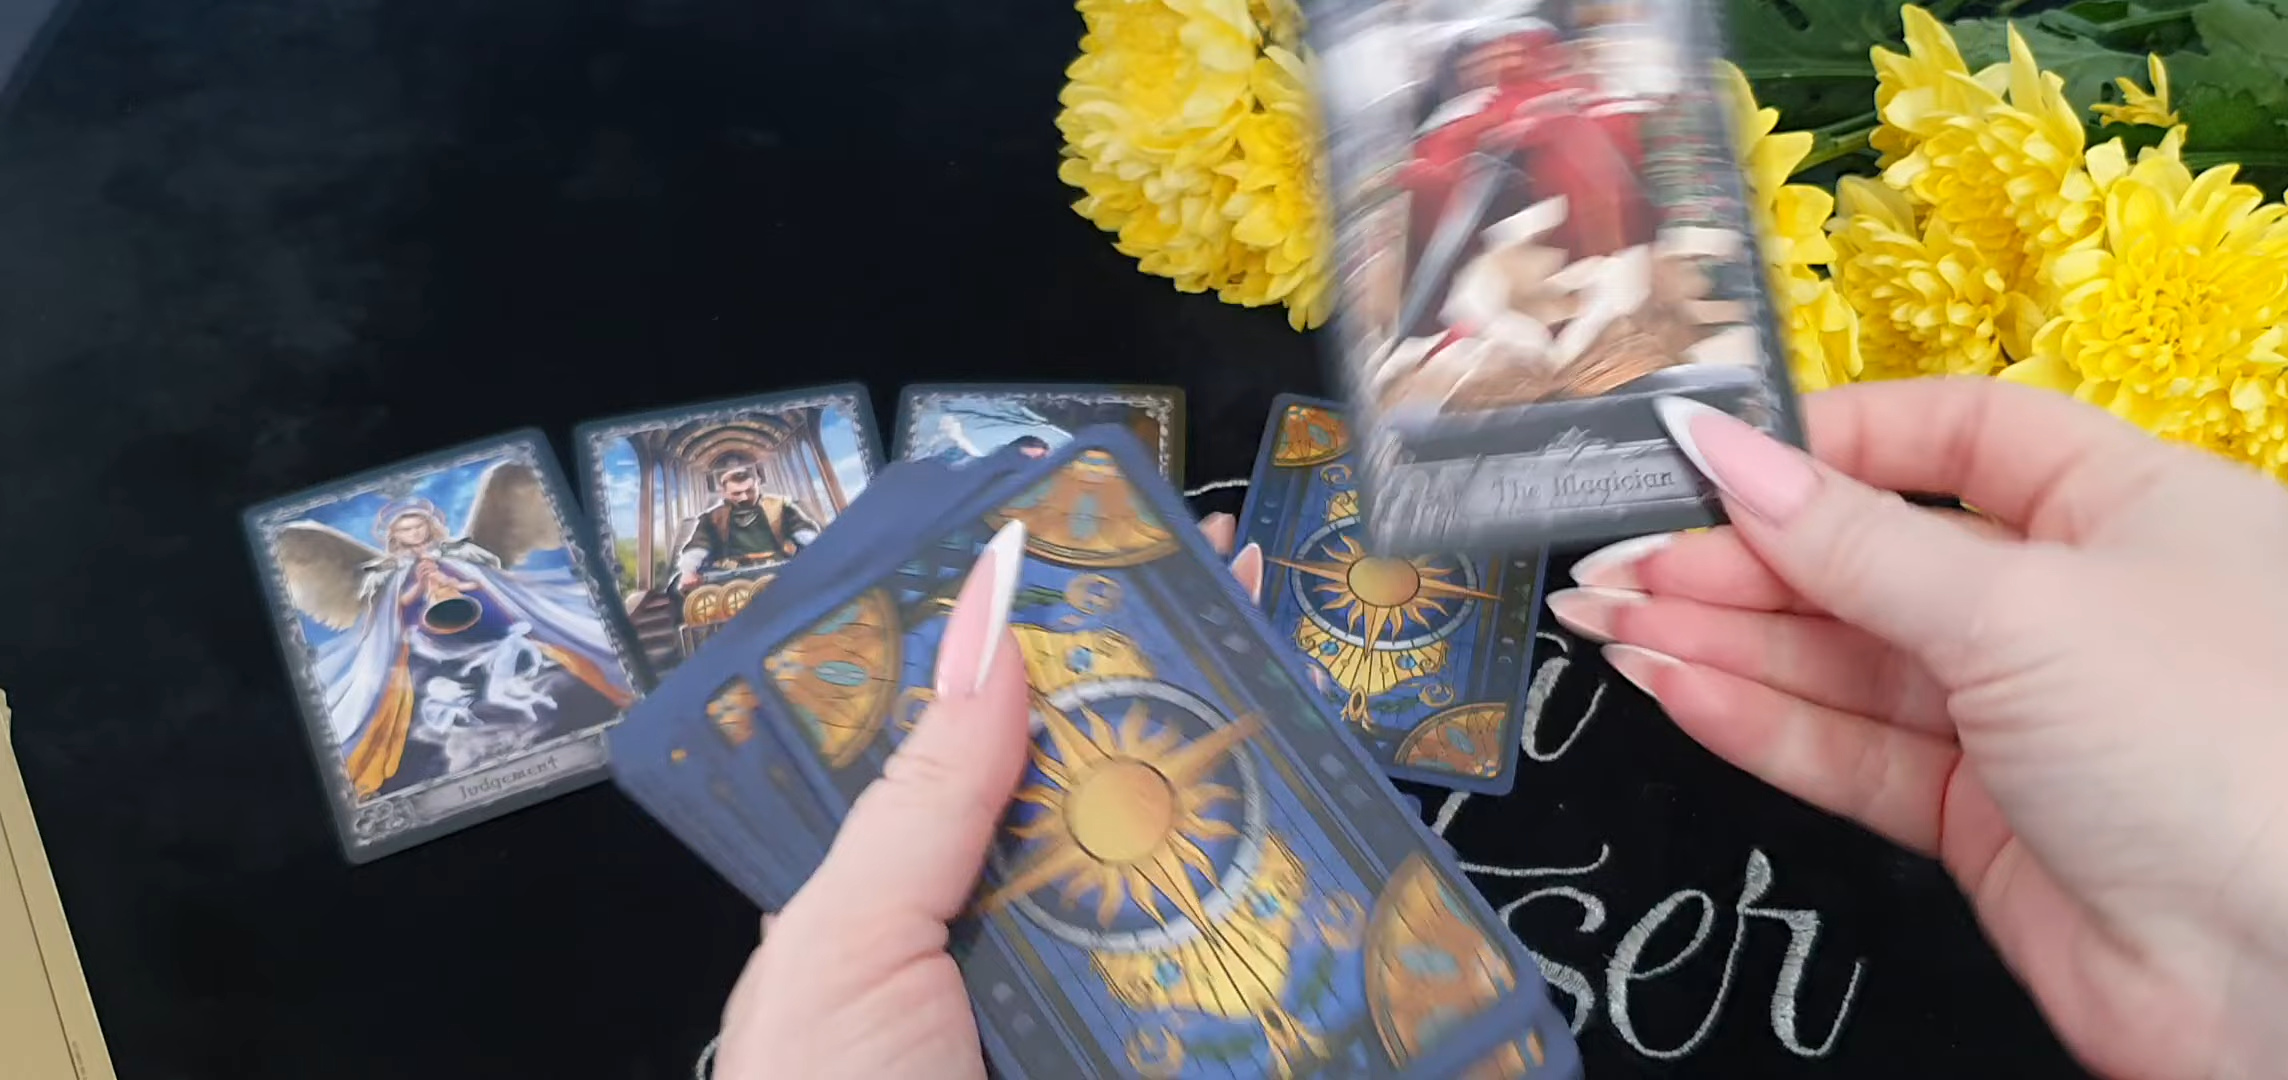 The Magician
Judgement
i
ser